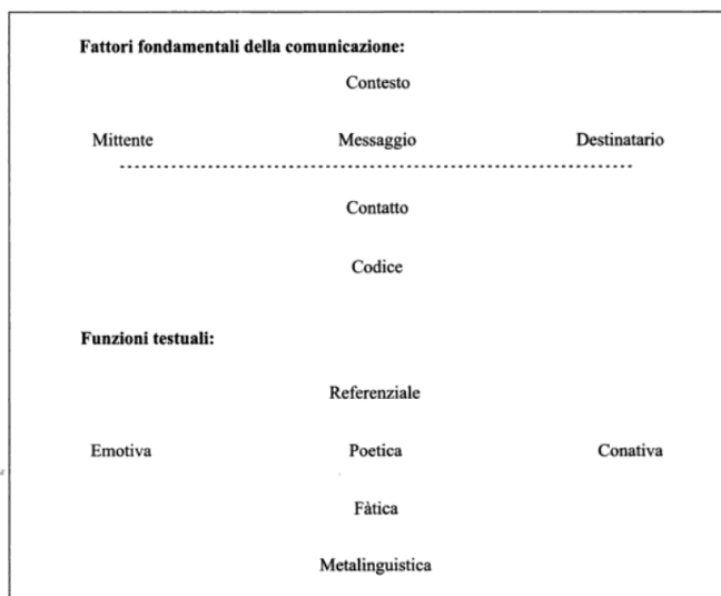 Fattori fondamentali della comunicazione:
Contesto
Mittente Messaggio Destinatario
Contatto
Codice
Funzioni testuali:
Referenziale
Emotiva Poetica Conativa
Fàtica
Metalinguistica